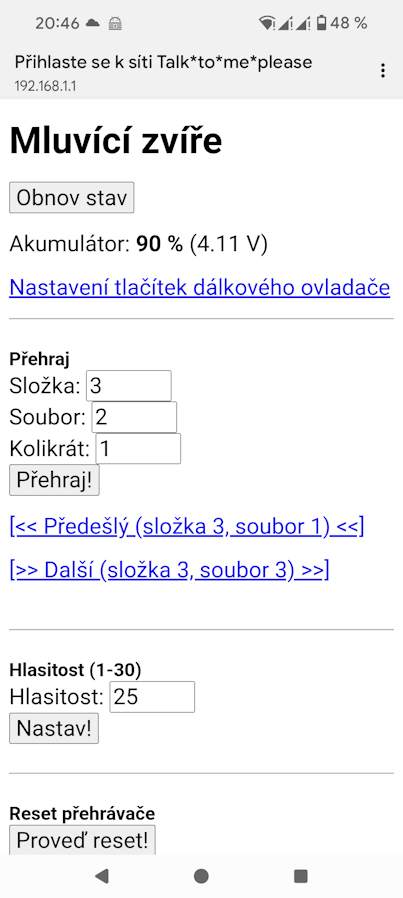 20:46 48 %
Přihlaste se k síti Talk*to*me*please
192.168.1.1
Mluvící zvíře
Obnov stav
Akumulátor: 90 % (4.11 V)
Nastavení tlačítek dálkového ovladače
Přehraj
Složka: 3
Soubor: 2
Kolikrát: 1
Přehraj!
[<< Předešlý (složka 3, soubor 1) <<]
[>> Další (složka 3, soubor 3) >>]
Hlasitost (1-30)
Hlasitost: 25
Nastav!
Reset přehrávače
Proveď reset!